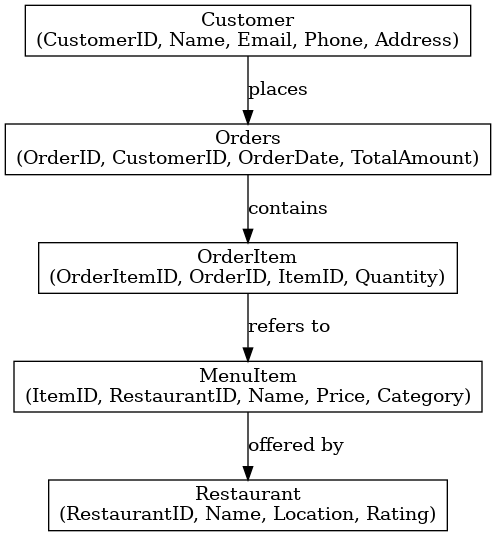 Customer
(CustomerID, Name, Email, Phone, Address)
places
Orders
(OrderID, CustomerID, OrderDate, TotalAmount)
contains
OrderItem
(OrderItemID, OrderID, ItemID, Quantity)
refers to
MenuItem
(ItemID, RestaurantID, Name, Price, Category)
offered by
Restaurant
(RestaurantID, Name, Location, Rating)